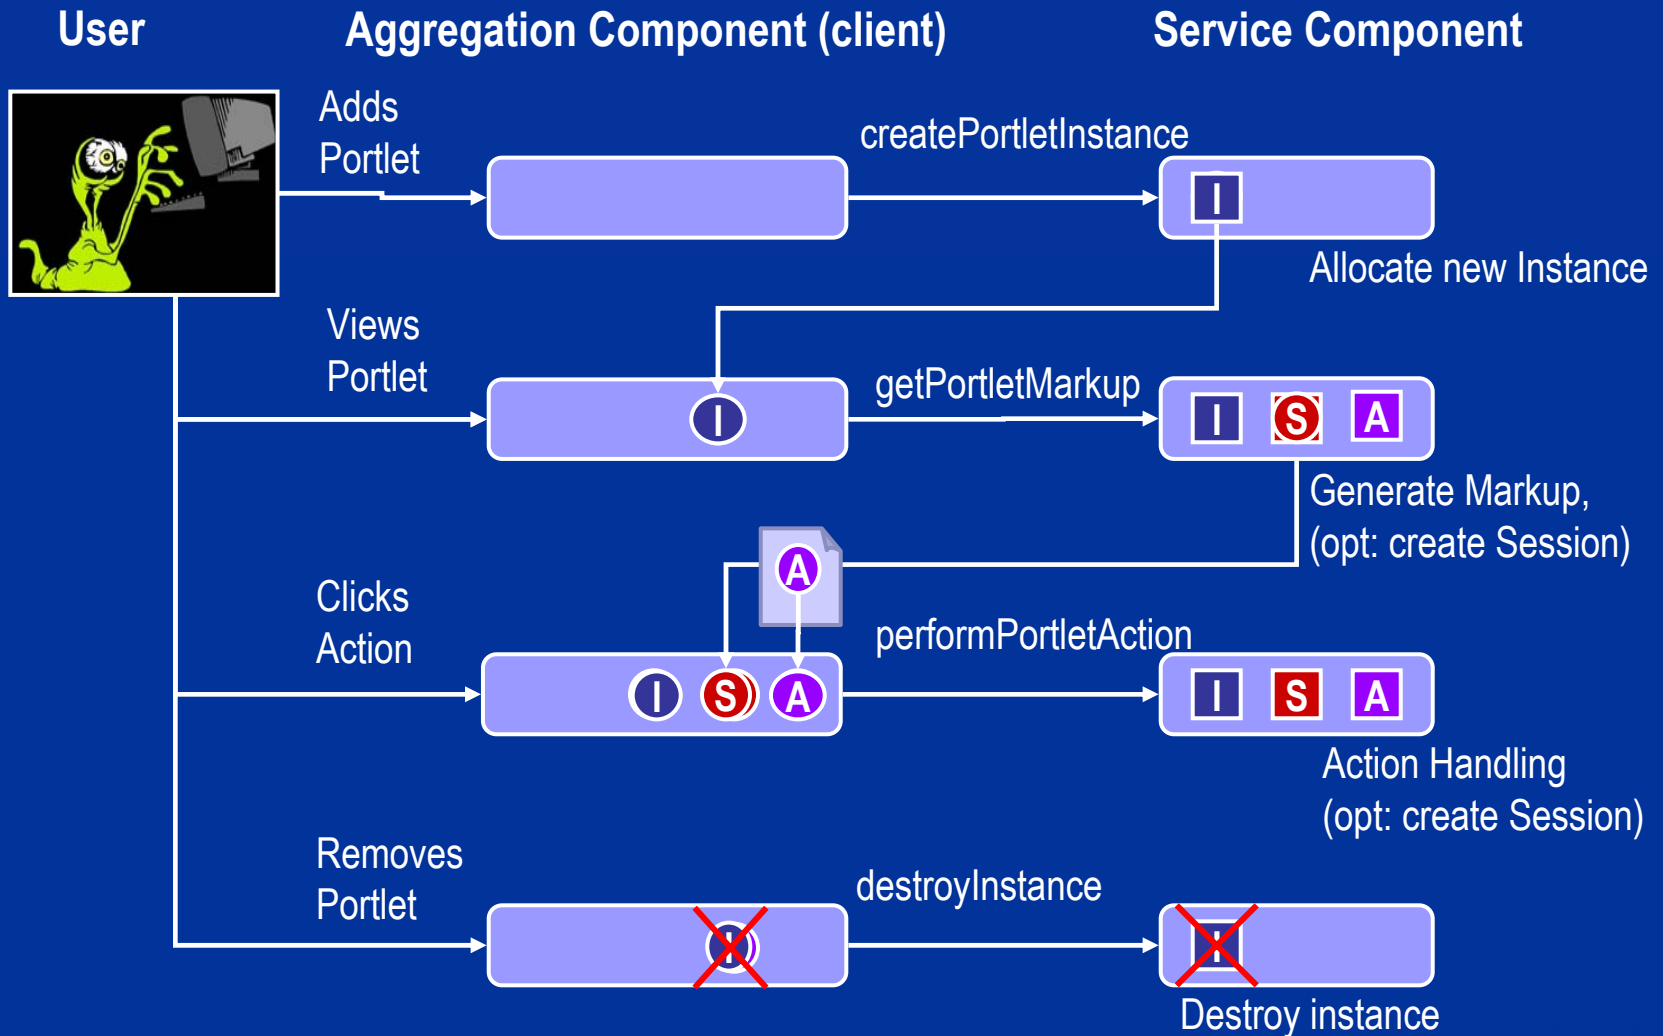 User
Aggregation Component (client)
Service Component
Adds
Portlet
createPortletInstance
I
Allocate new Instance
Views
Portlet
I
getPortletMarkup
I S A
Generate Markup,
(opt: create Session)
A
Clicks
Action
I S A
performPortletAction
I S A
Action Handling
(opt: create Session)
Removes
Portlet
I
destroyInstance
I
Destroy instance